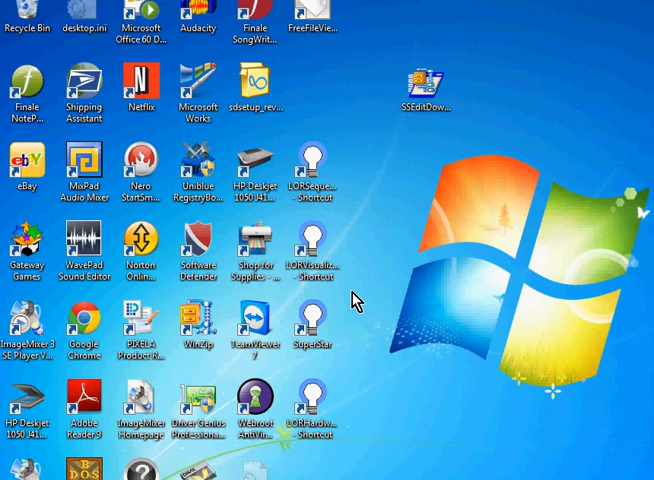 Recycle Bin
desktop.ini
Microsoft
Office 60 D...
Audacity
Finale
SongWrit...
FreeFileVie...
Finale
NoteP...
Shipping
Assistant
N
Netflix
Microsoft
Works
sdsetup_rev...
SSEditDow...
ebY
eBay
MixPad
Audio Mixer
Nero
StartSm...
Uniblue
RegistryBo...
HP Deskjet
1050 J41...
LORSeque...
- Shortcut
Gateway
Games
WavePad
Sound Editor
Norton
Onlin...
Software
Defender
Shop for
Supplies - ...
LORVisualiz...
- Shortcut
ImageMixer 3
SE Player V...
Google
Chrome
PIXELA
Product R...
WinZip
TeamViewer
7
SuperStar
HP Deskjet
1050 J41...
Adobe
Reader 9
ImageMixer
Homepage
Driver Genius
Professiona...
Webroot
AntiVir...
LORHardw...
- Shortcut
B
DOS
?